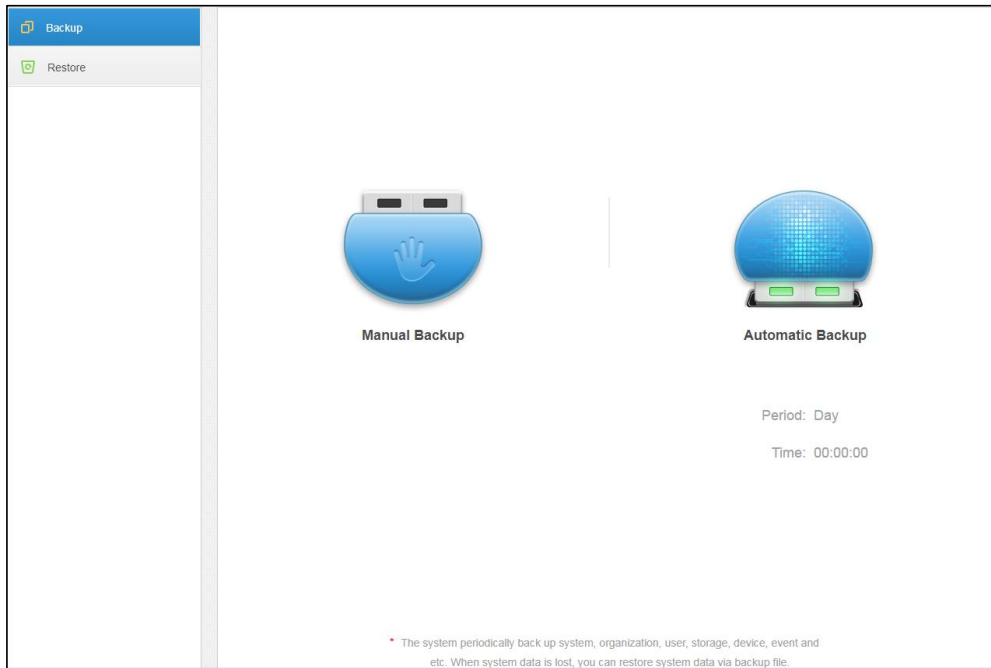 Backup
Restore
Manual Backup
Automatic Backup
Period: Day
Time: 00:00:00
* The system periodically back up system, organization, user, storage, device, event and
etc. When system data is lost, you can restore system data via backup file.